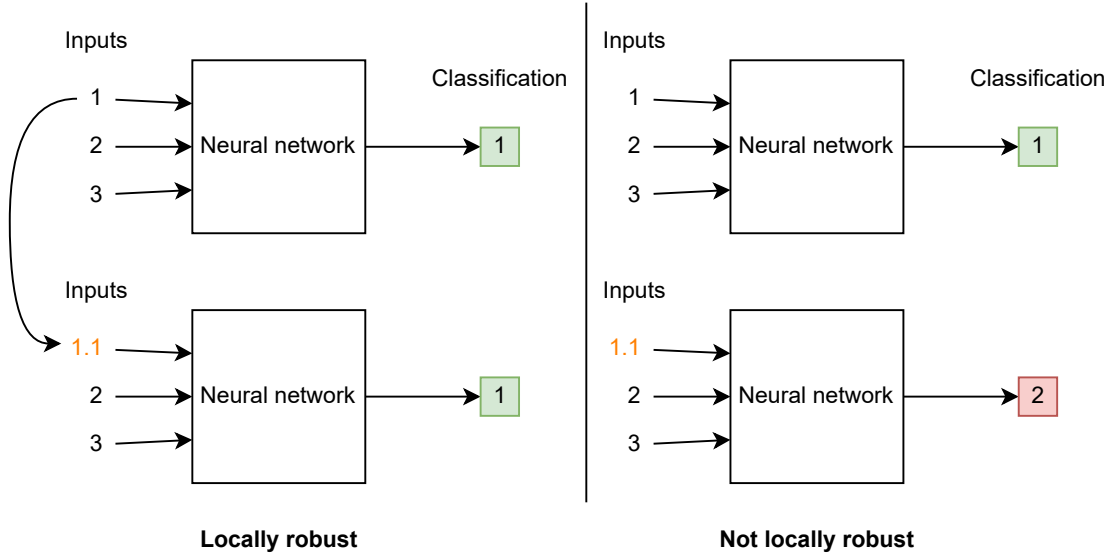 Inputs
Classification
1
2
3
Neural network
1
Inputs
1.1
2
3
Neural network
1
Locally robust
Inputs
Classification
1
2
3
Neural network
1
Inputs
1.1
2
3
Neural network
2
Not locally robust